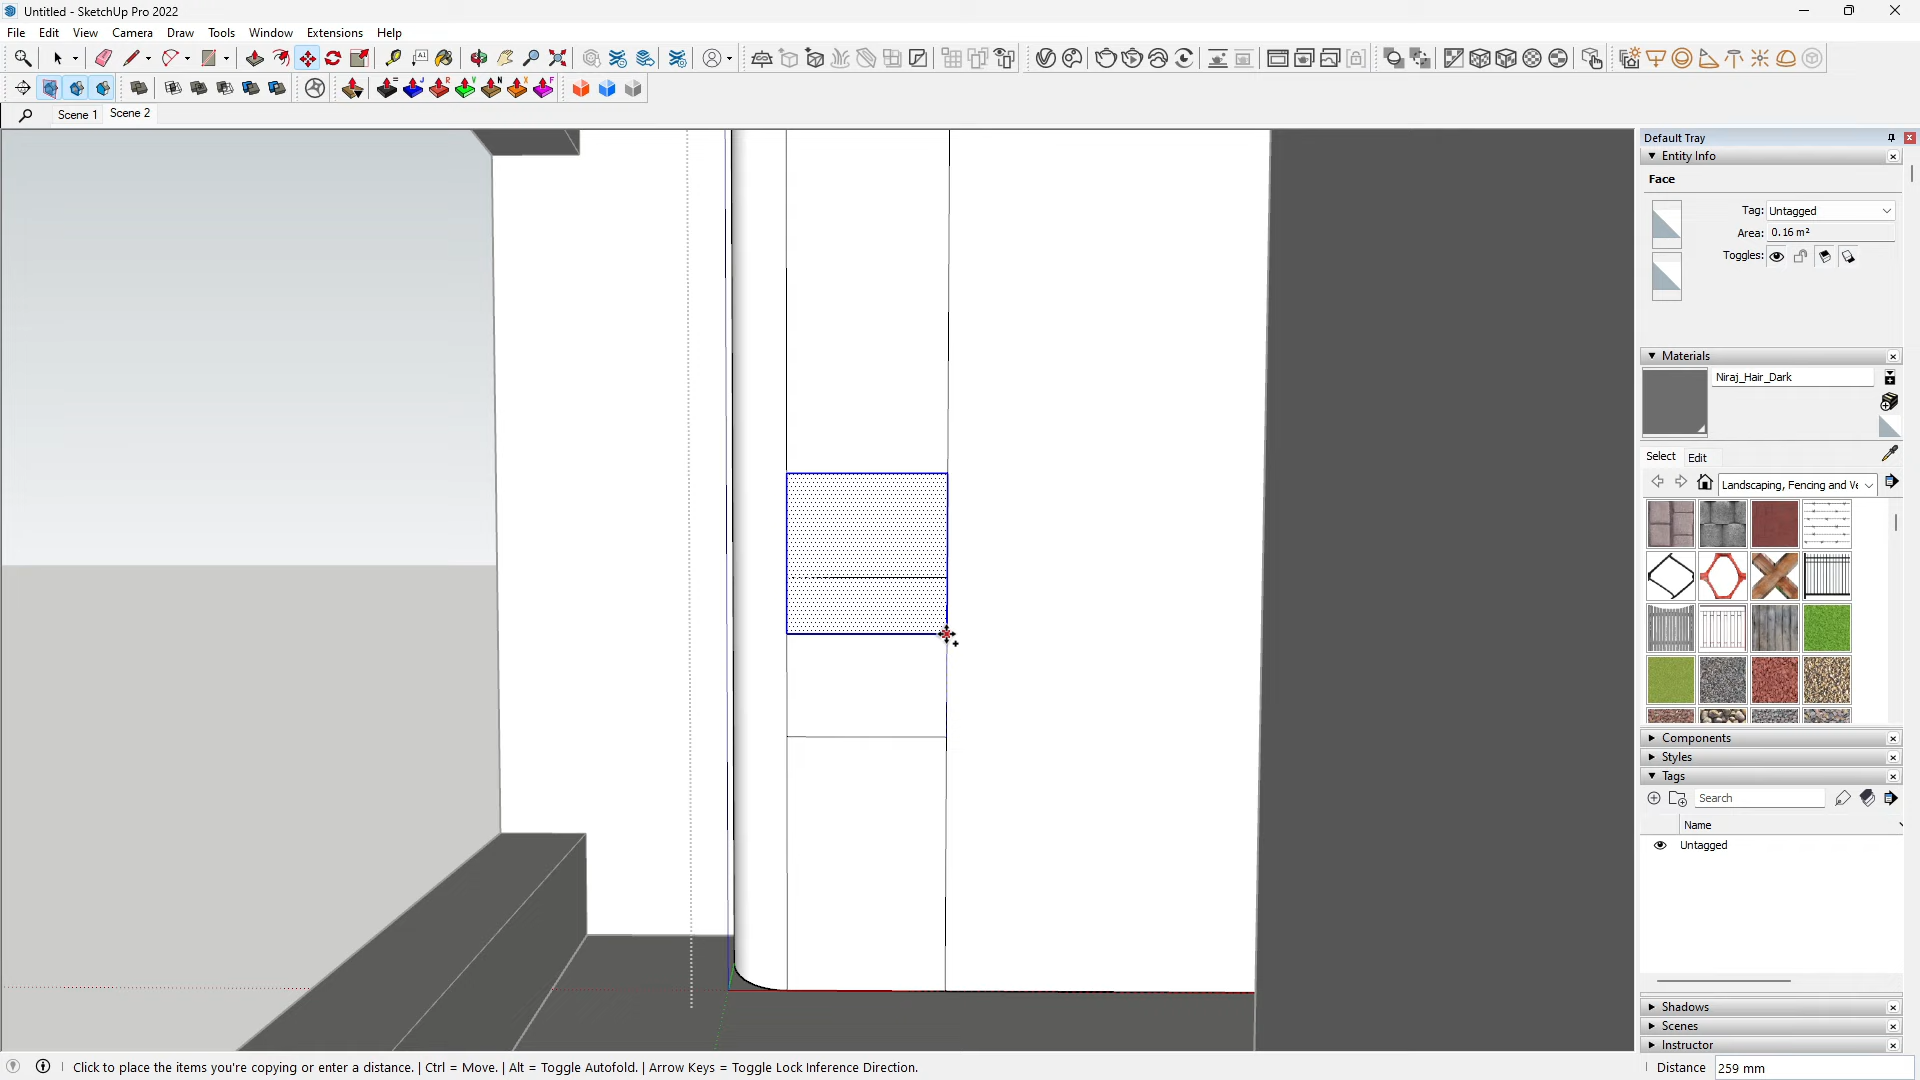 Untitled - SketchUp Pro 2022
File Edit View Camera Draw Tools Window Extensions Help
Scene 1 Scene 2
Default Tray
Entity Info
Face
Tag: Untagged
Area: 0.16 m²
Toggles:
Materials
Niraj_Hair_Dark
Select Edit
Landscaping, Fencing and Ve
Components
Styles
Tags
Search
Name
Untagged
Shadows
Scenes
Instructor
Click to place the items you're copying or enter a distance. | Ctrl = Move. | Alt = Toggle Autofold. | Arrow Keys = Toggle Lock Inference Direction.
Distance 259 mm